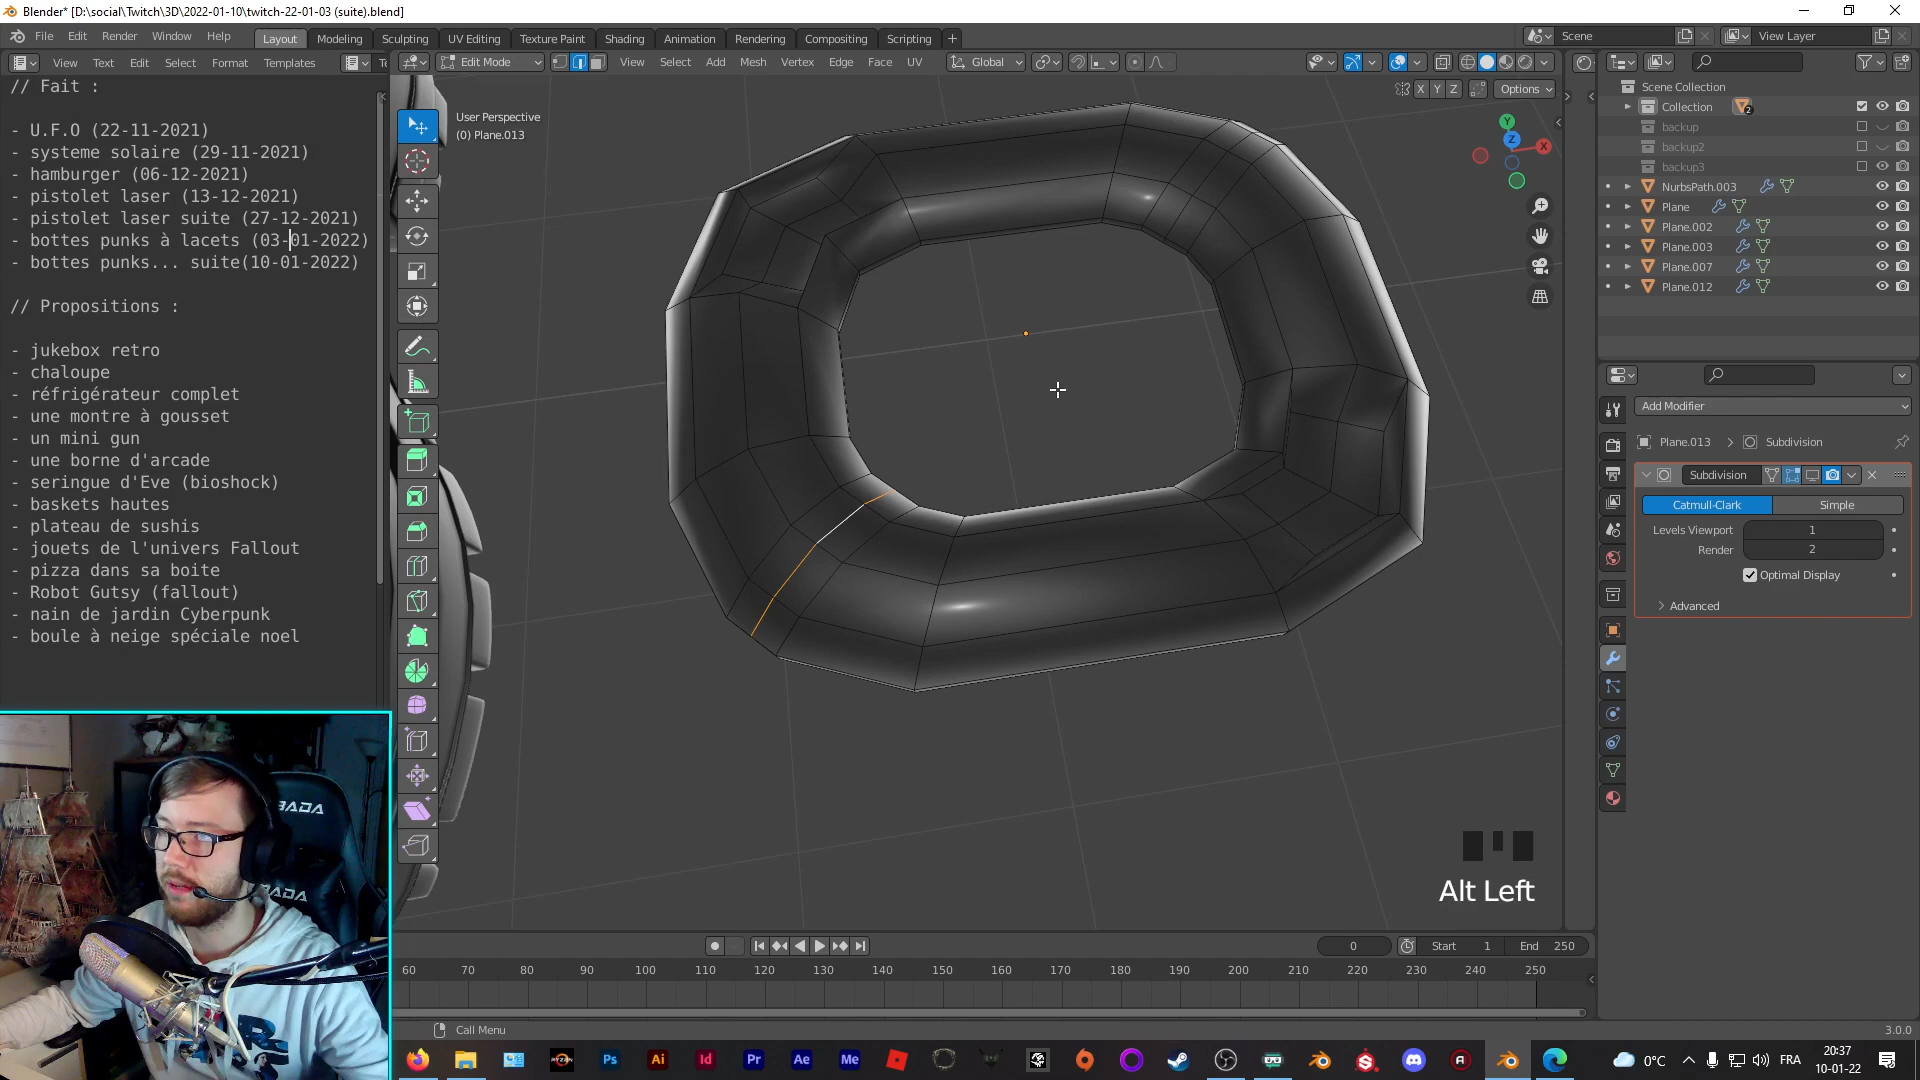 Blender* [D:\social\Twitch\3D\2022-01-10\twitch-22-01-03 (suite).blend]
File Edit Render Window Help
Layout Modeling Sculpting UV Editing Texture Paint Shading Animation Rendering Compositing Scripting
Scene
View Layer
View Text Edit Select Format Templates
Edit Mode View Select Add Mesh Vertex Edge Face UV
Global
X Y Z
Options
// Fait :
- U.F.O (22-11-2021)
- systeme solaire (29-11-2021)
- hamburger (06-12-2021)
- pistolet laser (13-12-2021)
- pistolet laser suite (27-12-2021)
- bottes punks à lacets (03-01-2022)
- bottes punks... suite(10-01-2022)
// Propositions :
- jukebox retro
- chaloupe
- réfrigérateur complet
- une montre à gousset
- un mini gun
- une borne d'arcade
- seringue d'Eve (bioshock)
- baskets hautes
- plateau de sushis
- jouets de l'univers Fallout
- pizza dans sa boite
- Robot Gutsy (fallout)
- nain de jardin Cyberpunk
- boule à neige spéciale noel
User Perspective
(0) Plane.013
Y
Z
X
Alt Left
Scene Collection
Collection
2
backup
backup2
backup3
NurbsPath.003
Plane
Plane.002
Plane.003
Plane.007
Plane.012
Add Modifier
Plane.013
Subdivision
Subdivision
Catmull-Clark
Simple
Levels Viewport 1
Render 2
Optimal Display
Advanced
0
Start 1
End 250
60 70 80 90 100 110 120 130 140 150 160 170 180 190 200 210 220 230 240 250
Call Menu
3.0.0
Ps Ai Id Pr Ae Me
RYZEN
0°C
FRA
20:37
10-01-22